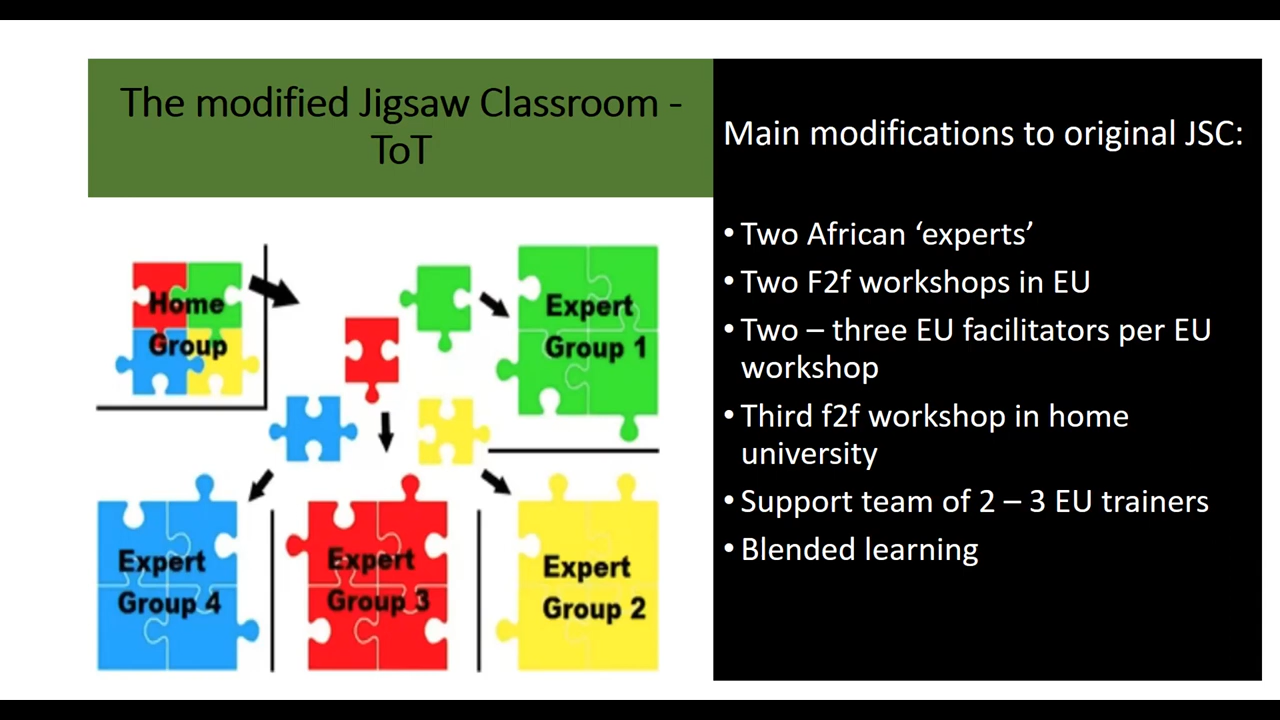 The modified Jigsaw Classroom -
ToT
Home
Group
Expert
Group 1
Expert
Group 4
Expert
Group 3
Expert
Group 2
Main modifications to original JSC:
• Two African ‘experts’
• Two F2f workshops in EU
• Two – three EU facilitators per EU
workshop
• Third f2f workshop in home
university
• Support team of 2 – 3 EU trainers
• Blended learning